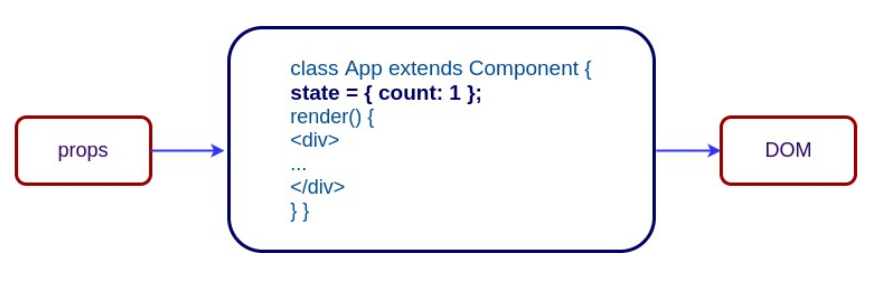 props
class App extends Component {
state = { count: 1 };
render() {
<div>
...
</div>
} }
DOM